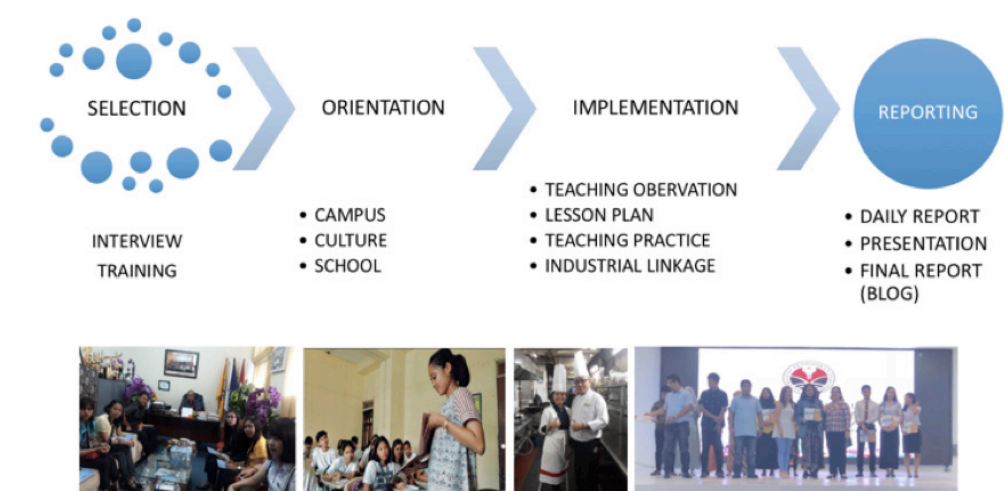 SELECTION
ORIENTATION
IMPLEMENTATION
REPORTING
INTERVIEW
TRAINING
• CAMPUS
• CULTURE
• SCHOOL
• TEACHING OBERVATION
• LESSON PLAN
• TEACHING PRACTICE
• INDUSTRIAL LINKAGE
• DAILY REPORT
• PRESENTATION
• FINAL REPORT
(BLOG)